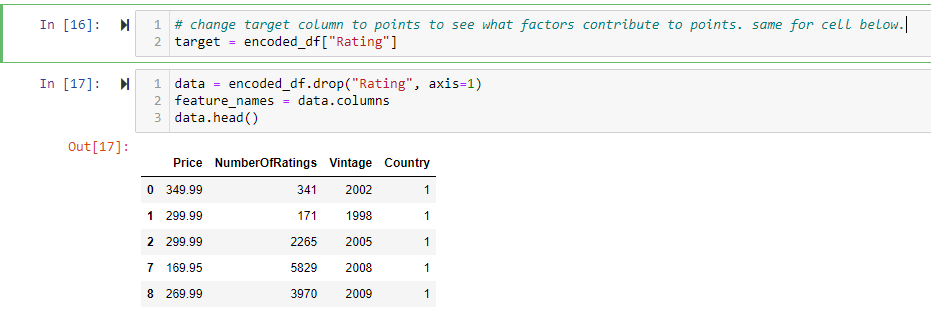 In [16]: 1 # change target column to points to see what factors contribute to points. same for cell below.
2 target = encoded_df["Rating"]
In [17]: 1 data = encoded_df.drop("Rating", axis=1)
2 feature_names = data.columns
3 data.head()
Out[17]:
Price NumberOfRatings Vintage Country
0 349.99 341 2002 1
1 299.99 171 1998 1
2 299.99 2265 2005 1
7 169.95 5829 2008 1
8 269.99 3970 2009 1